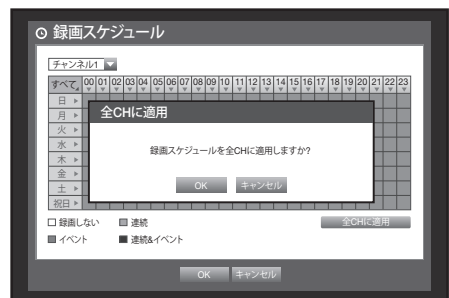 録画スケジュール
チャンネル1
すべて 00 01 02 03 04 05 06 07 08 09 10 11 12 13 14 15 16 17 18 19 20 21 22 23
日
月
全CHに適用
火
水
録画スケジュールを全CHに適用しますか?
木
金
OK キャンセル
土
祝日
録画しない 連続 全CHに適用
イベント 連続&イベント
OK キャンセル